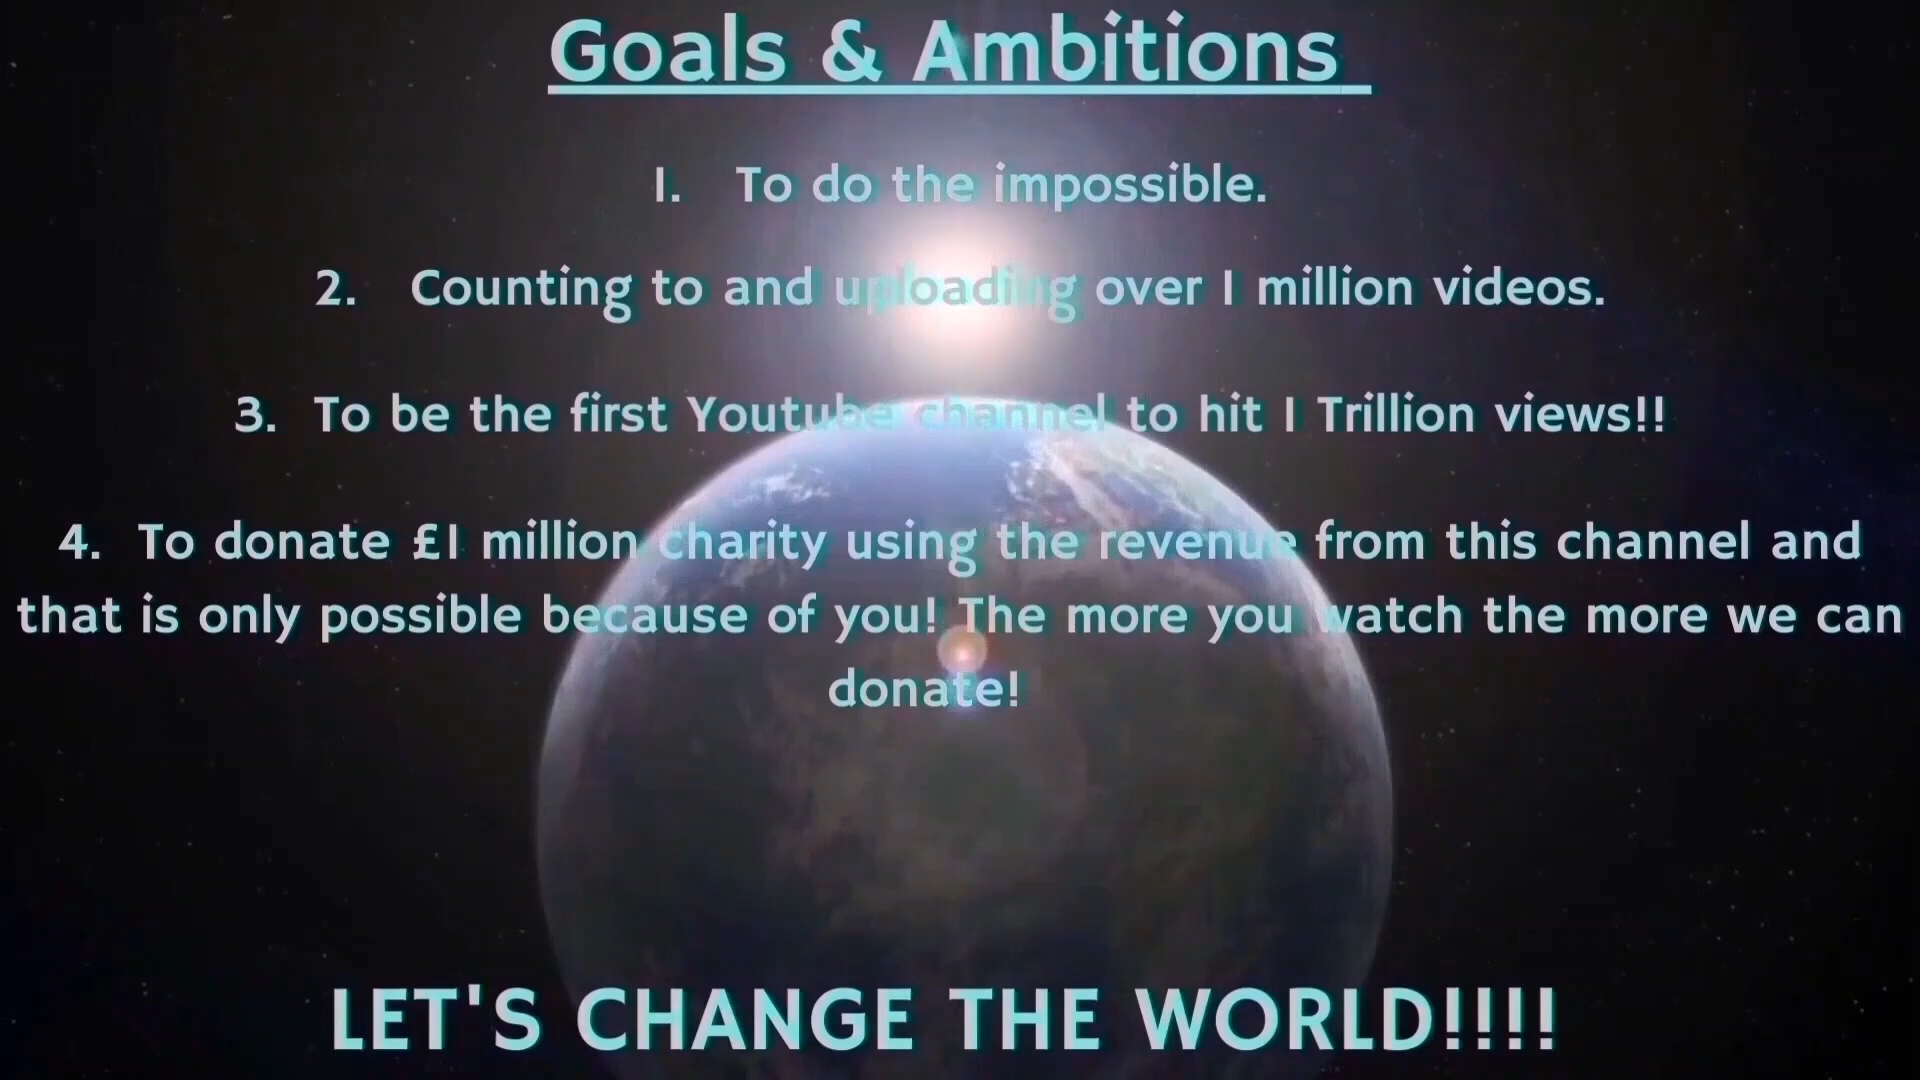 Goals & Ambitions
1. To do the impossible.
2. Counting to and uploading over 1 million videos.
3. To be the first Youtube channel to hit 1 Trillion views!!
4. To donate £1 million charity using the revenue from this channel and
that is only possible because of you! The more you watch the more we can
donate!
LET'S CHANGE THE WORLD!!!!